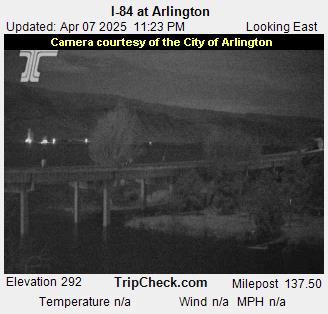 I-84 at Arlington
Updated: Apr 07 2025 11:23 PM Looking East
Camera courtesy of the City of Arlington
Elevation 292 TripCheck.com Milepost 137.50
Temperature n/a Wind n/a MPH n/a